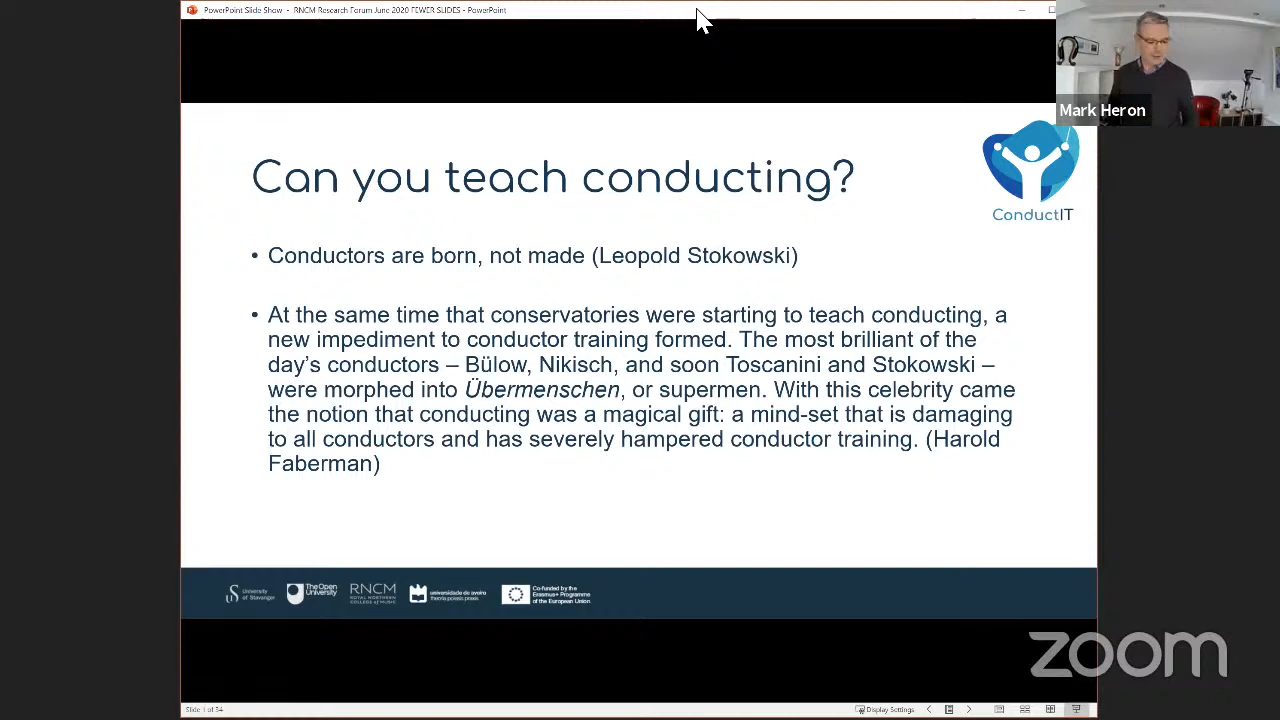 PowerPoint Slide Show - RNCM Research Forum June 2020 FEWER SLIDES - PowerPoint
Mark Heron
Can you teach conducting?
ConductIT
• Conductors are born, not made (Leopold Stokowski)
• At the same time that conservatories were starting to teach conducting, a
new impediment to conductor training formed. The most brilliant of the
day's conductors – Bülow, Nikisch, and soon Toscanini and Stokowski –
were morphed into Übermenschen, or supermen. With this celebrity came
the notion that conducting was a magical gift: a mind-set that is damaging
to all conductors and has severely hampered conductor training. (Harold
Faberman)
University
of Stavanger
The Open
University
RNCM
ROYAL NORTHERN
COLLEGE OF MUSIC
universidade de aveiro
theoria poiesis praxis
Co-funded by the
Erasmus+ Programme
of the European Union
zoom
Slide 1 of 54
Display Settings